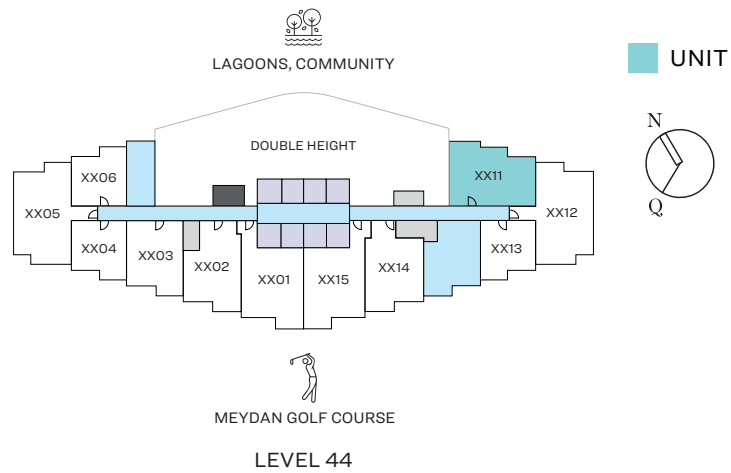 LAGOONS, COMMUNITY
UNIT
DOUBLE HEIGHT
N
Q
XX06
XX11
XX05
XX12
XX04
XX03
XX02
XX01
XX15
XX14
XX13
MEYDAN GOLF COURSE
LEVEL 44